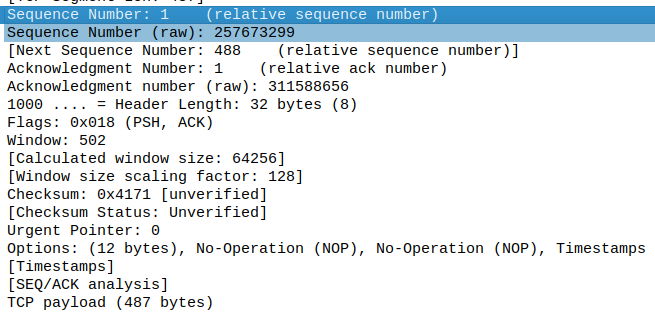 Sequence Number: 1    (relative sequence number)
Sequence Number (raw): 257673299
[Next Sequence Number: 488    (relative sequence number)]
Acknowledgment Number: 1    (relative ack number)
Acknowledgment number (raw): 311588656
1000 .... = Header Length: 32 bytes (8)
Flags: 0x018 (PSH, ACK)
Window: 502
[Calculated window size: 64256]
[Window size scaling factor: 128]
Checksum: 0x4171 [unverified]
[Checksum Status: Unverified]
Urgent Pointer: 0
Options: (12 bytes), No-Operation (NOP), No-Operation (NOP), Timestamps
[Timestamps]
[SEQ/ACK analysis]
TCP payload (487 bytes)